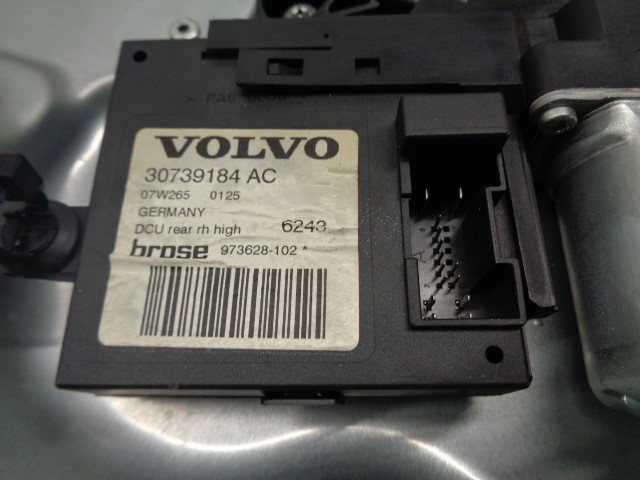 VOLVO
30739184 AC
07W265 0125
GERMANY
DCU rear rh high 6243
brose 973628-102 *